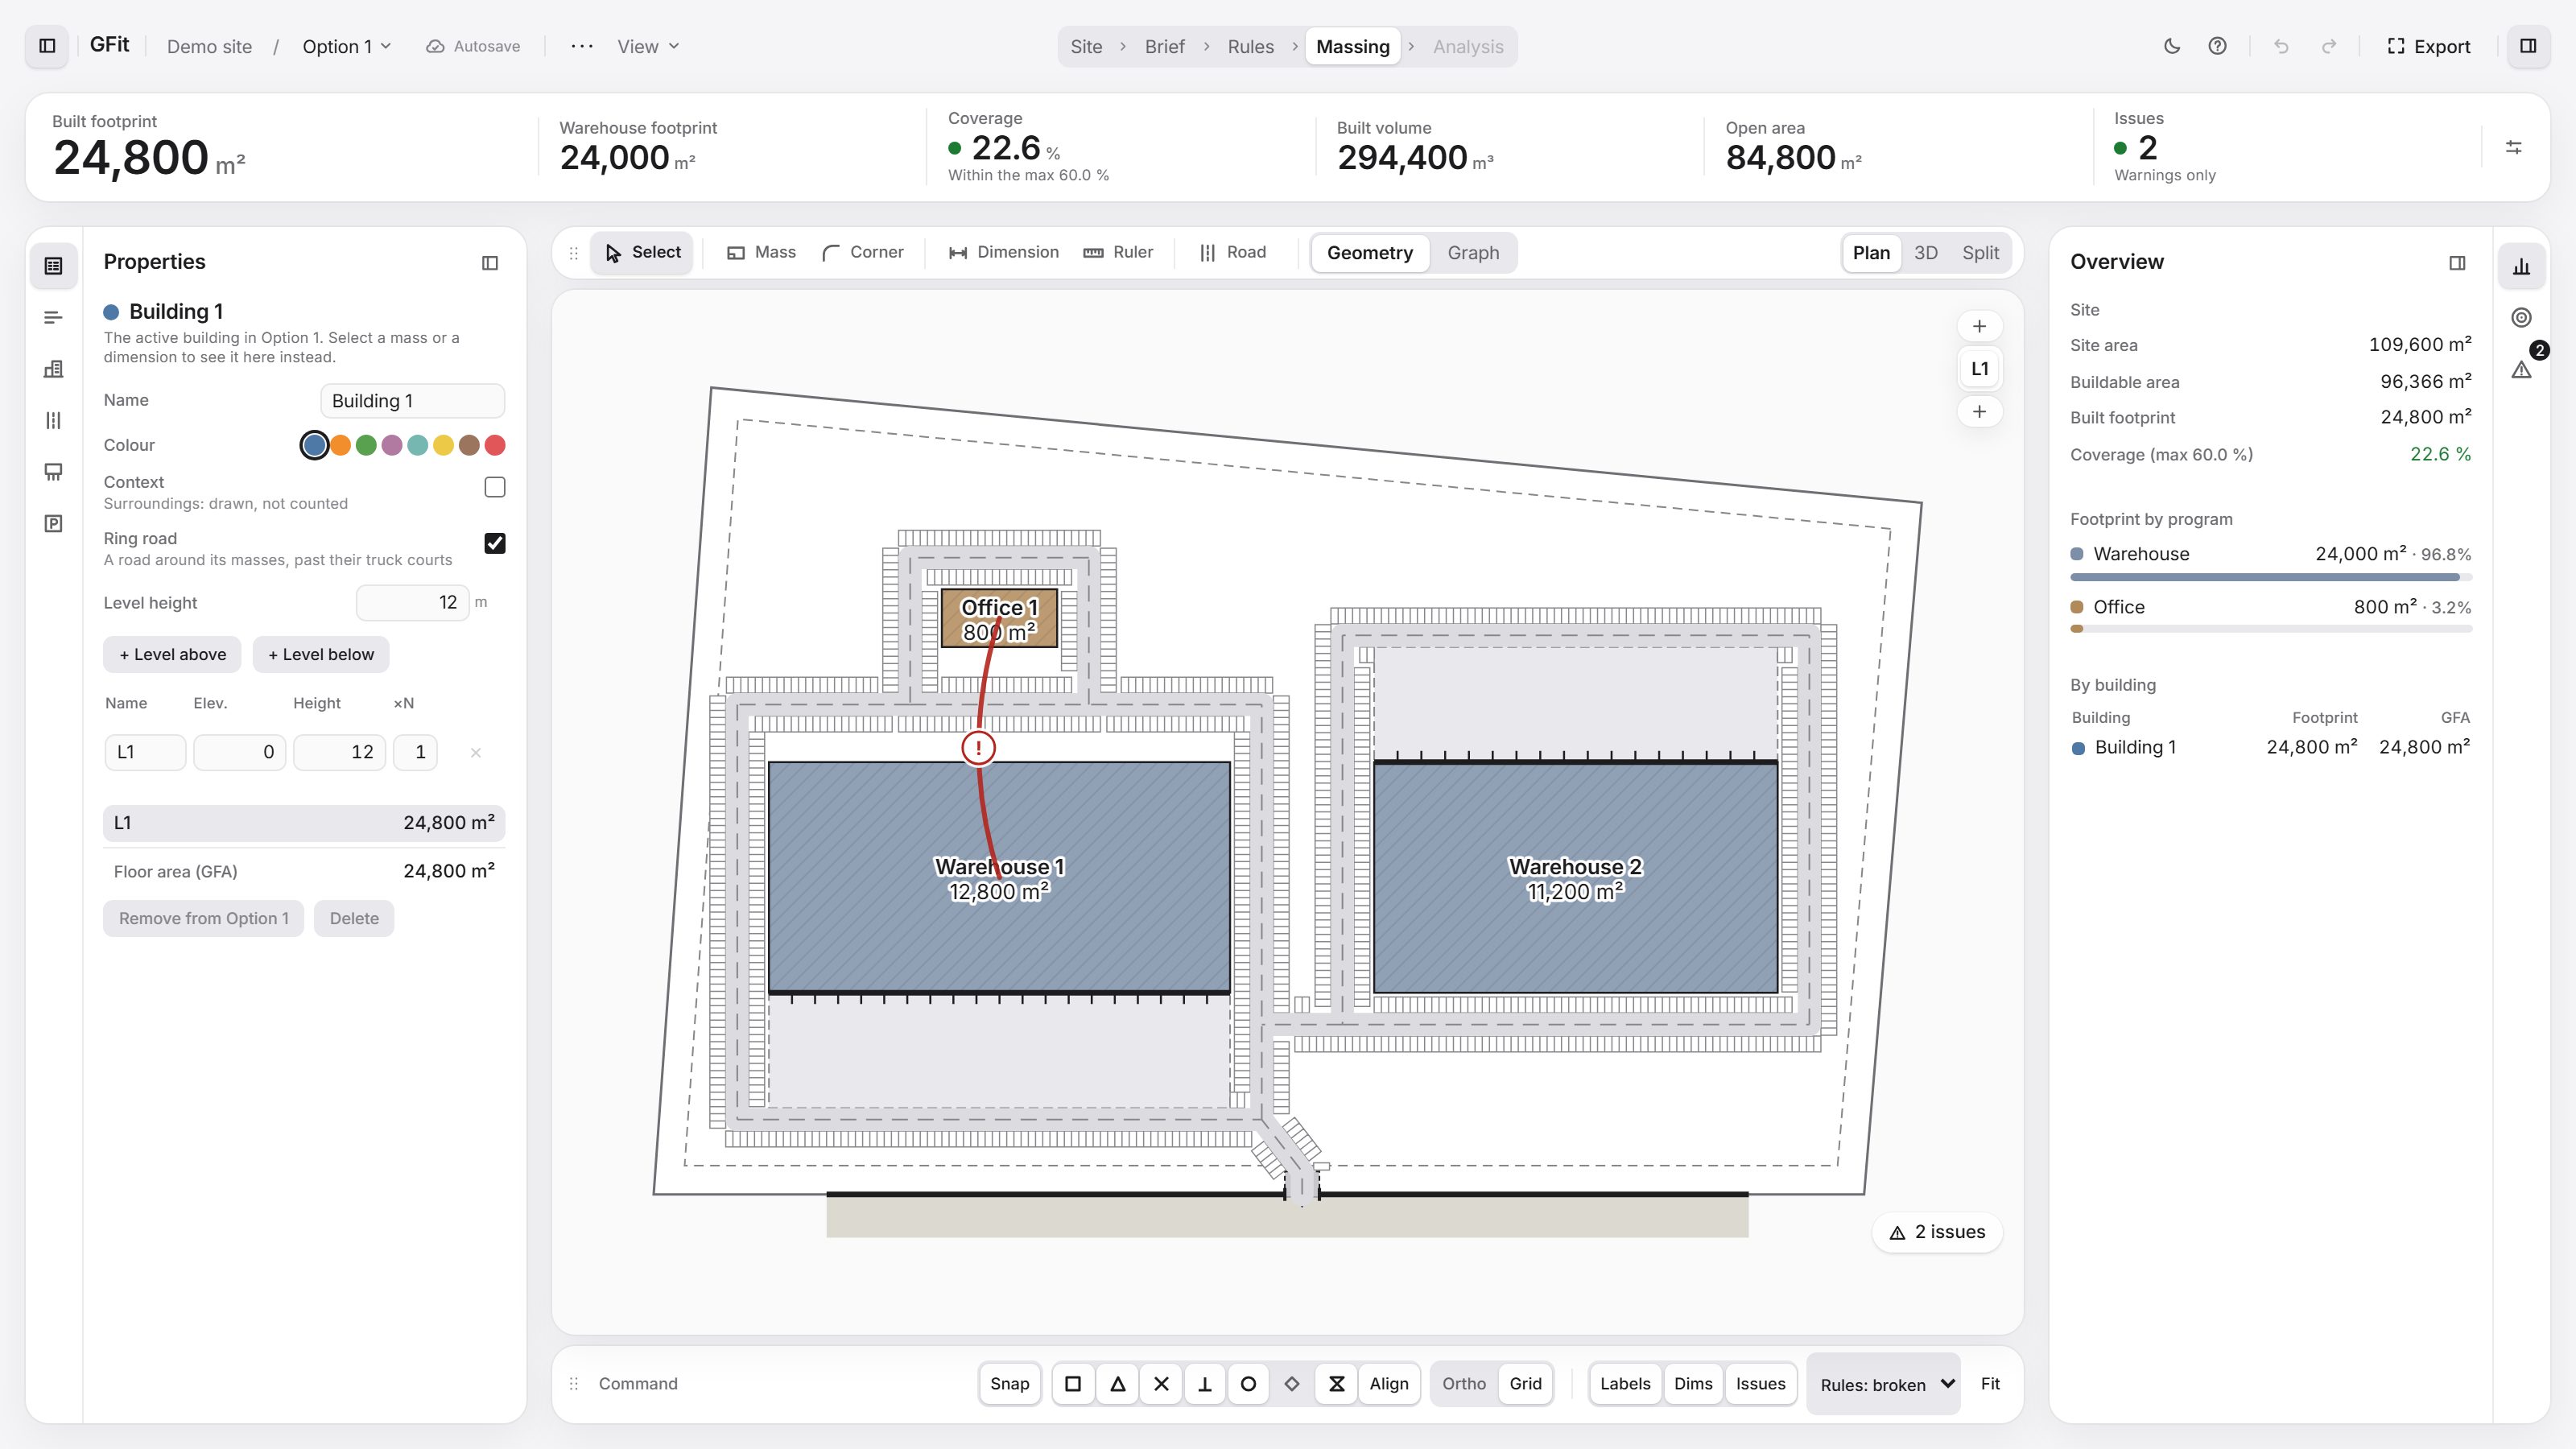 GFit
Demo site / Option 1
Autosave
···
View
Site › Brief › Rules › Massing › Analysis
Export
Built footprint
24,800 m²
Warehouse footprint
24,000 m²
Coverage
22.6 %
Within the max 60.0 %
Built volume
294,400 m³
Open area
84,800 m²
Issues
2
Warnings only
Properties
Building 1
The active building in Option 1. Select a mass or a
dimension to see it here instead.
Name
Building 1
Colour
Context
Surroundings: drawn, not counted
Ring road
A road around its masses, past their truck courts
Level height
12 m
+ Level above
+ Level below
Name Elev. Height ×N
L1 0 12 1 ×
L1 24,800 m²
Floor area (GFA) 24,800 m²
Remove from Option 1
Delete
P
Select
Mass
Corner
Dimension
Ruler
Road
Geometry
Graph
Plan
3D
Split
+
L1
+
Office 1
800 m²
!
Warehouse 1
12,800 m²
Warehouse 2
11,200 m²
2 issues
Command
Snap
Align
Ortho
Grid
Labels
Dims
Issues
Rules: broken
Fit
Overview
Site
Site area 109,600 m²
Buildable area 96,366 m²
Built footprint 24,800 m²
Coverage (max 60.0 %) 22.6 %
Footprint by program
Warehouse 24,000 m² · 96.8%
Office 800 m² · 3.2%
By building
Building Footprint GFA
Building 1 24,800 m² 24,800 m²
2